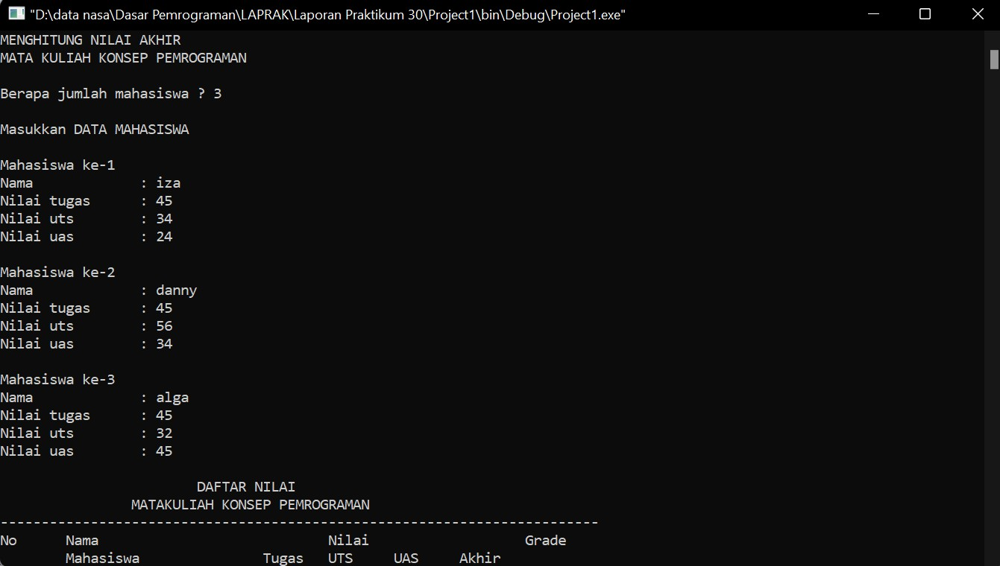 "D:\data nasa\Dasar Pemrograman\LAPRAK\Laporan Praktikum 30\Project1\bin\Debug\Project1.exe"
MENGHITUNG NILAI AKHIR
MATA KULIAH KONSEP PEMROGRAMAN
Berapa jumlah mahasiswa ? 3
Masukkan DATA MAHASISWA
Mahasiswa ke-1
Nama : iza
Nilai tugas : 45
Nilai uts : 34
Nilai uas : 24
Mahasiswa ke-2
Nama : danny
Nilai tugas : 45
Nilai uts : 56
Nilai uas : 34
Mahasiswa ke-3
Nama : alga
Nilai tugas : 45
Nilai uts : 32
Nilai uas : 45
DAFTAR NILAI
MATAKULIAH KONSEP PEMROGRAMAN
-------------------------------------------------------------------------
No Nama Nilai Grade
Mahasiswa Tugas UTS UAS Akhir